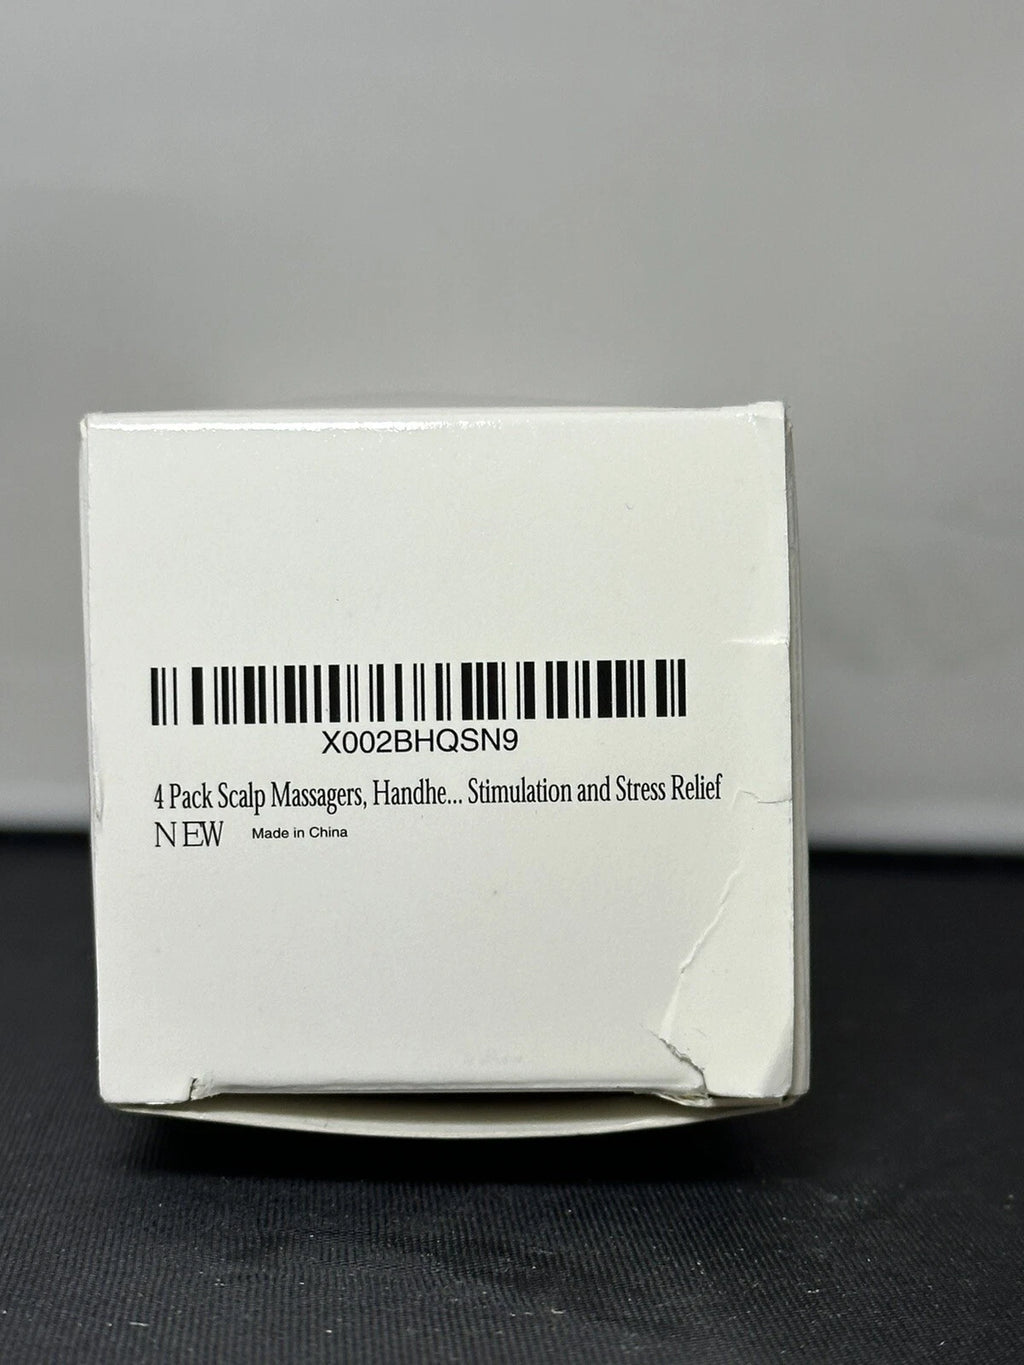 X002BHQSN9
4 Pack Scalp Massagers, Handhe... Stimulation and Stress Relief
NEW Made in China